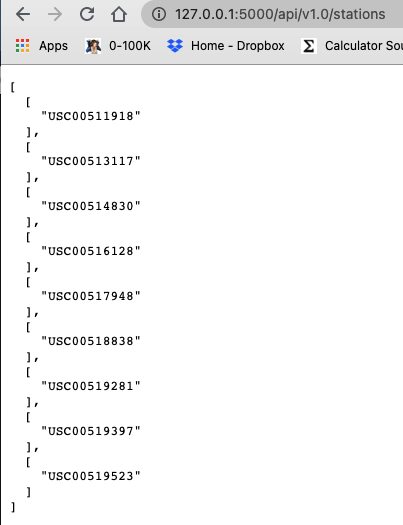 127.0.0.1:5000/api/v1.0/stations
Apps 0-100K Home - Dropbox Calculator Sou
[
[
"USC00511918"
],
[
"USC00513117"
],
[
"USC00514830"
],
[
"USC00516128"
],
[
"USC00517948"
],
[
"USC00518838"
],
[
"USC00519281"
],
[
"USC00519397"
],
[
"USC00519523"
]
]